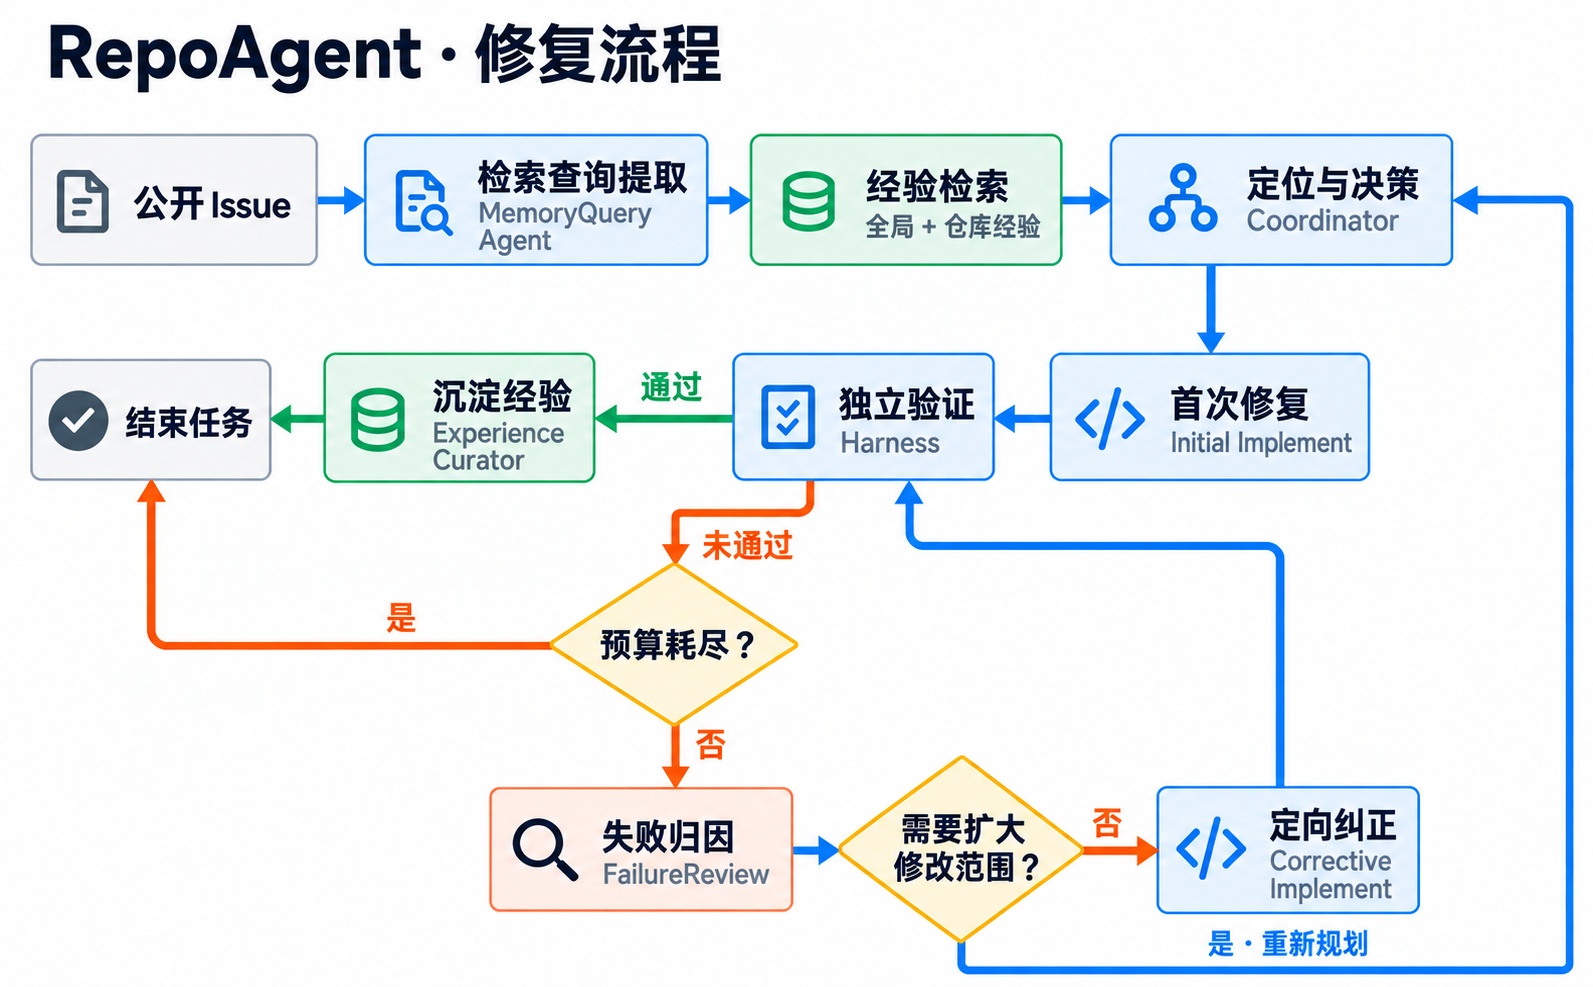 RepoAgent · 修复流程
公开 Issue
检索查询提取
MemoryQuery
Agent
经验检索
全局 + 仓库经验
定位与决策
Coordinator
结束任务
沉淀经验
Experience
Curator
通过
独立验证
Harness
首次修复
Initial Implement
未通过
是
预算耗尽？
否
失败归因
FailureReview
需要扩大
修改范围？
否
定向纠正
Corrective
Implement
是 · 重新规划